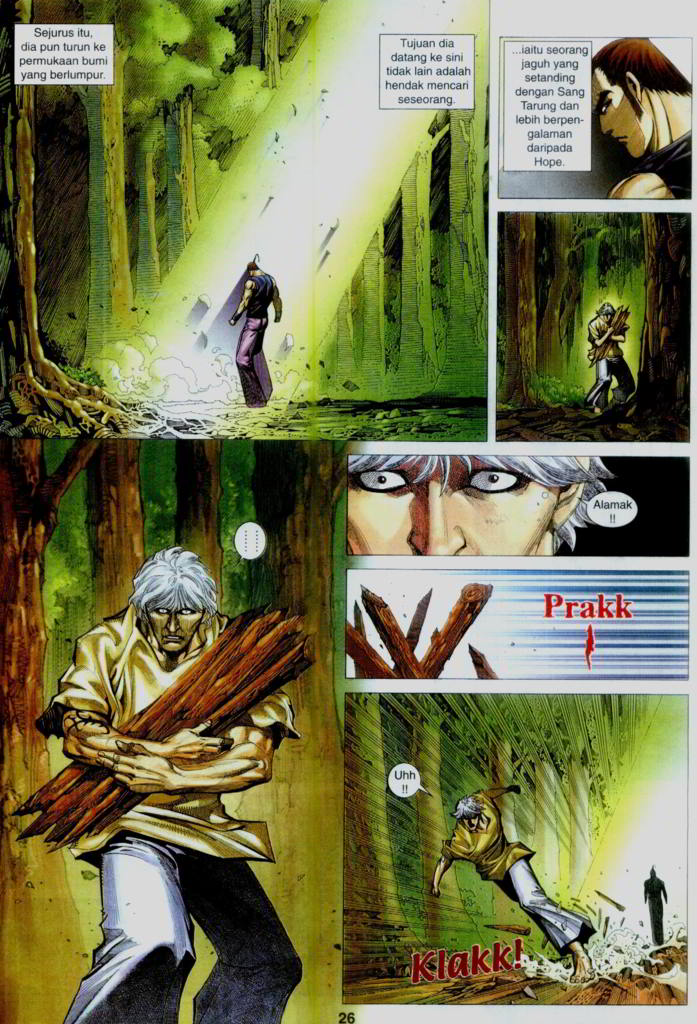 Sejurus itu,
dia pun turun ke
permukaan bumi
yang berlumpur.
Tujuan dia
datang ke sini
tidak lain adalah
hendak mencari
seseorang.
...iaitu seorang
jaguh yang
setanding
dengan Sang
Tarung dan
lebih berpen-
galaman
daripada
Hope.
Alamak
!!
Prakk
!
Uhh
!!
Klakk!
26